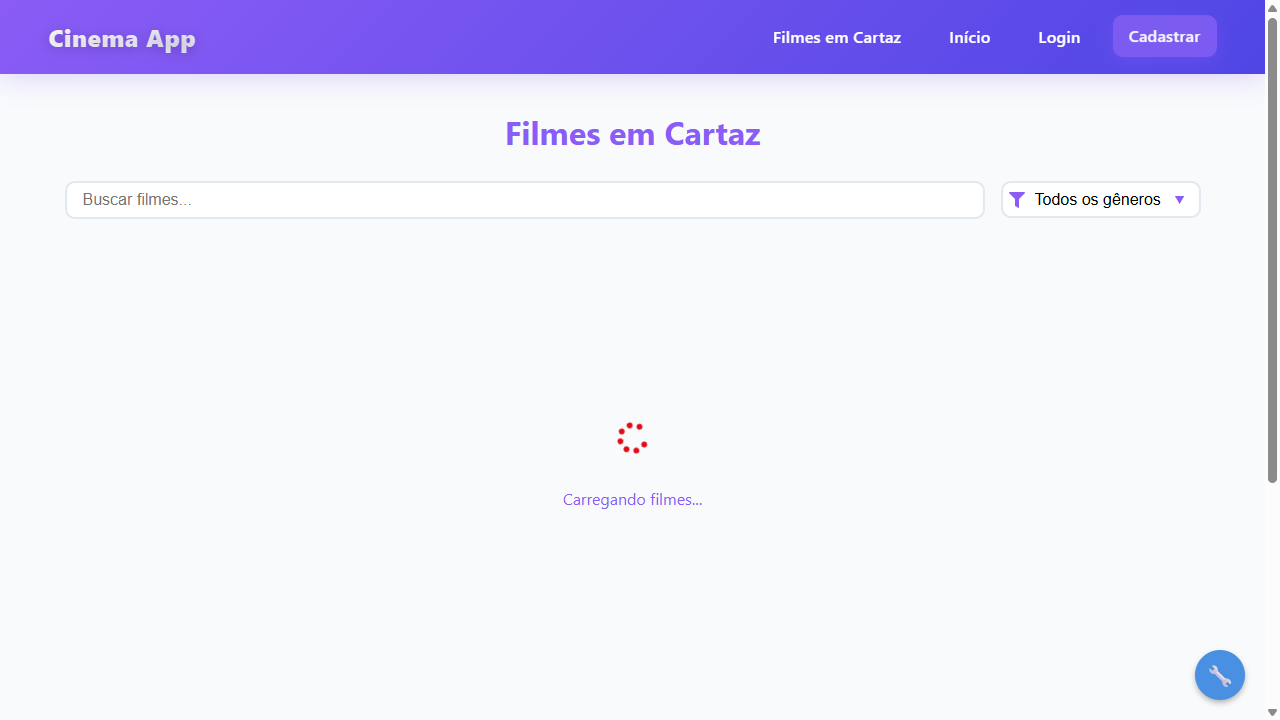 Cinema App
Filmes em Cartaz
Início
Login
Cadastrar
Filmes em Cartaz
Buscar filmes...
Todos os gêneros
Carregando filmes...